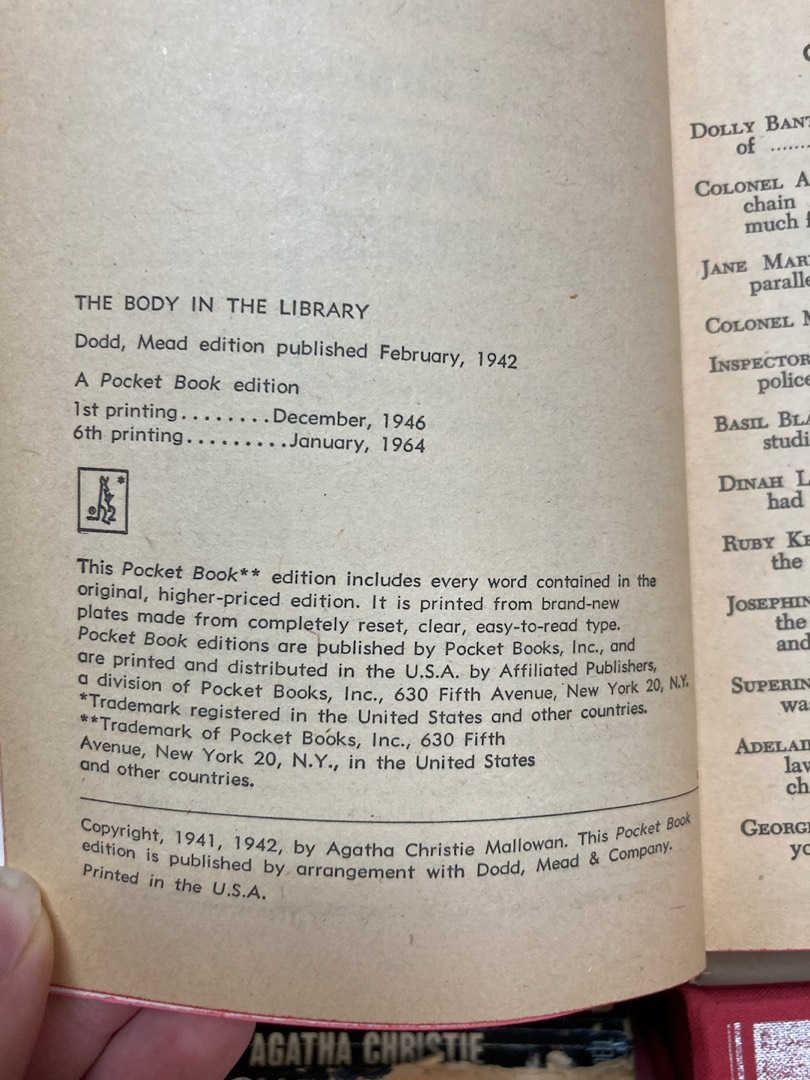 THE BODY IN THE LIBRARY
Dodd, Mead edition published February, 1942
A Pocket Book edition
1st printing........December, 1946
6th printing.........January, 1964
This Pocket Book** edition includes every word contained in the
original, higher-priced edition. It is printed from brand-new
plates made from completely reset, clear, easy-to-read type.
Pocket Book editions are published by Pocket Books, Inc., and
are printed and distributed in the U.S.A. by Affiliated Publishers,
a division of Pocket Books, Inc., 630 Fifth Avenue, New York 20, N.Y.
*Trademark registered in the United States and other countries.
**Trademark of Pocket Books, Inc., 630 Fifth
Avenue, New York 20, N.Y., in the United States
and other countries.
Copyright, 1941, 1942, by Agatha Christie Mallowan. This Pocket Book
edition is published by arrangement with Dodd, Mead & Company.
Printed in the U.S.A.
DOLLY
of ........
COLONEL A
chain
much
JANE
COLONEL
INSPECTOR
police
BASIL
DINAH
had
RUBY
the
the
and
AGATHA CHRISTIE